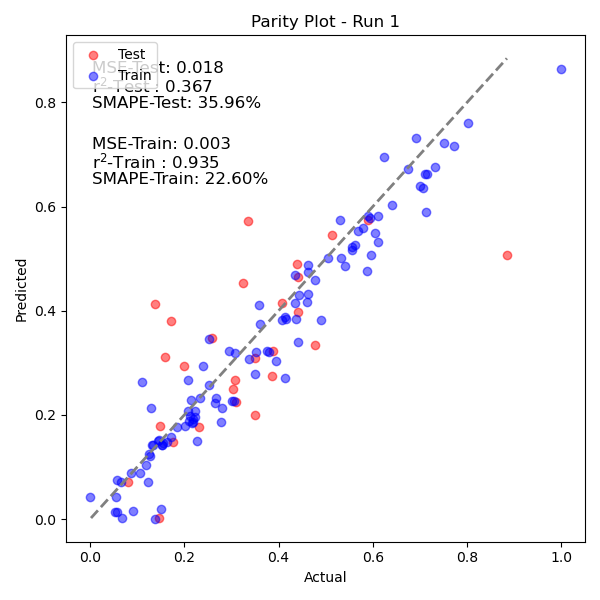 Parity Plot - Run 1
Test
Train
MSE-Test: 0.018
r²-Test : 0.367
SMAPE-Test: 35.96%
MSE-Train: 0.003
r²-Train : 0.935
SMAPE-Train: 22.60%
Predicted
0.8
0.6
0.4
0.2
0.0
0.0 0.2 0.4 0.6 0.8 1.0
Actual